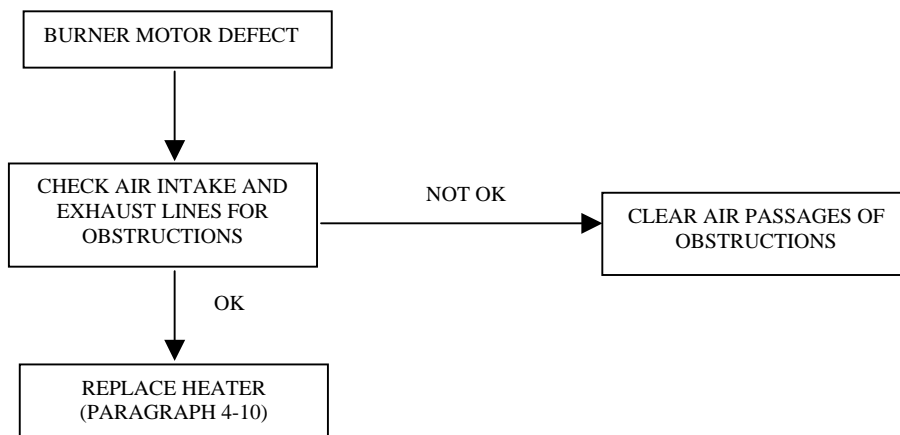 BURNER MOTOR DEFECT
CHECK AIR INTAKE AND
EXHAUST LINES FOR
OBSTRUCTIONS
NOT OK
CLEAR AIR PASSAGES OF
OBSTRUCTIONS
OK
REPLACE HEATER
(PARAGRAPH 4-10)